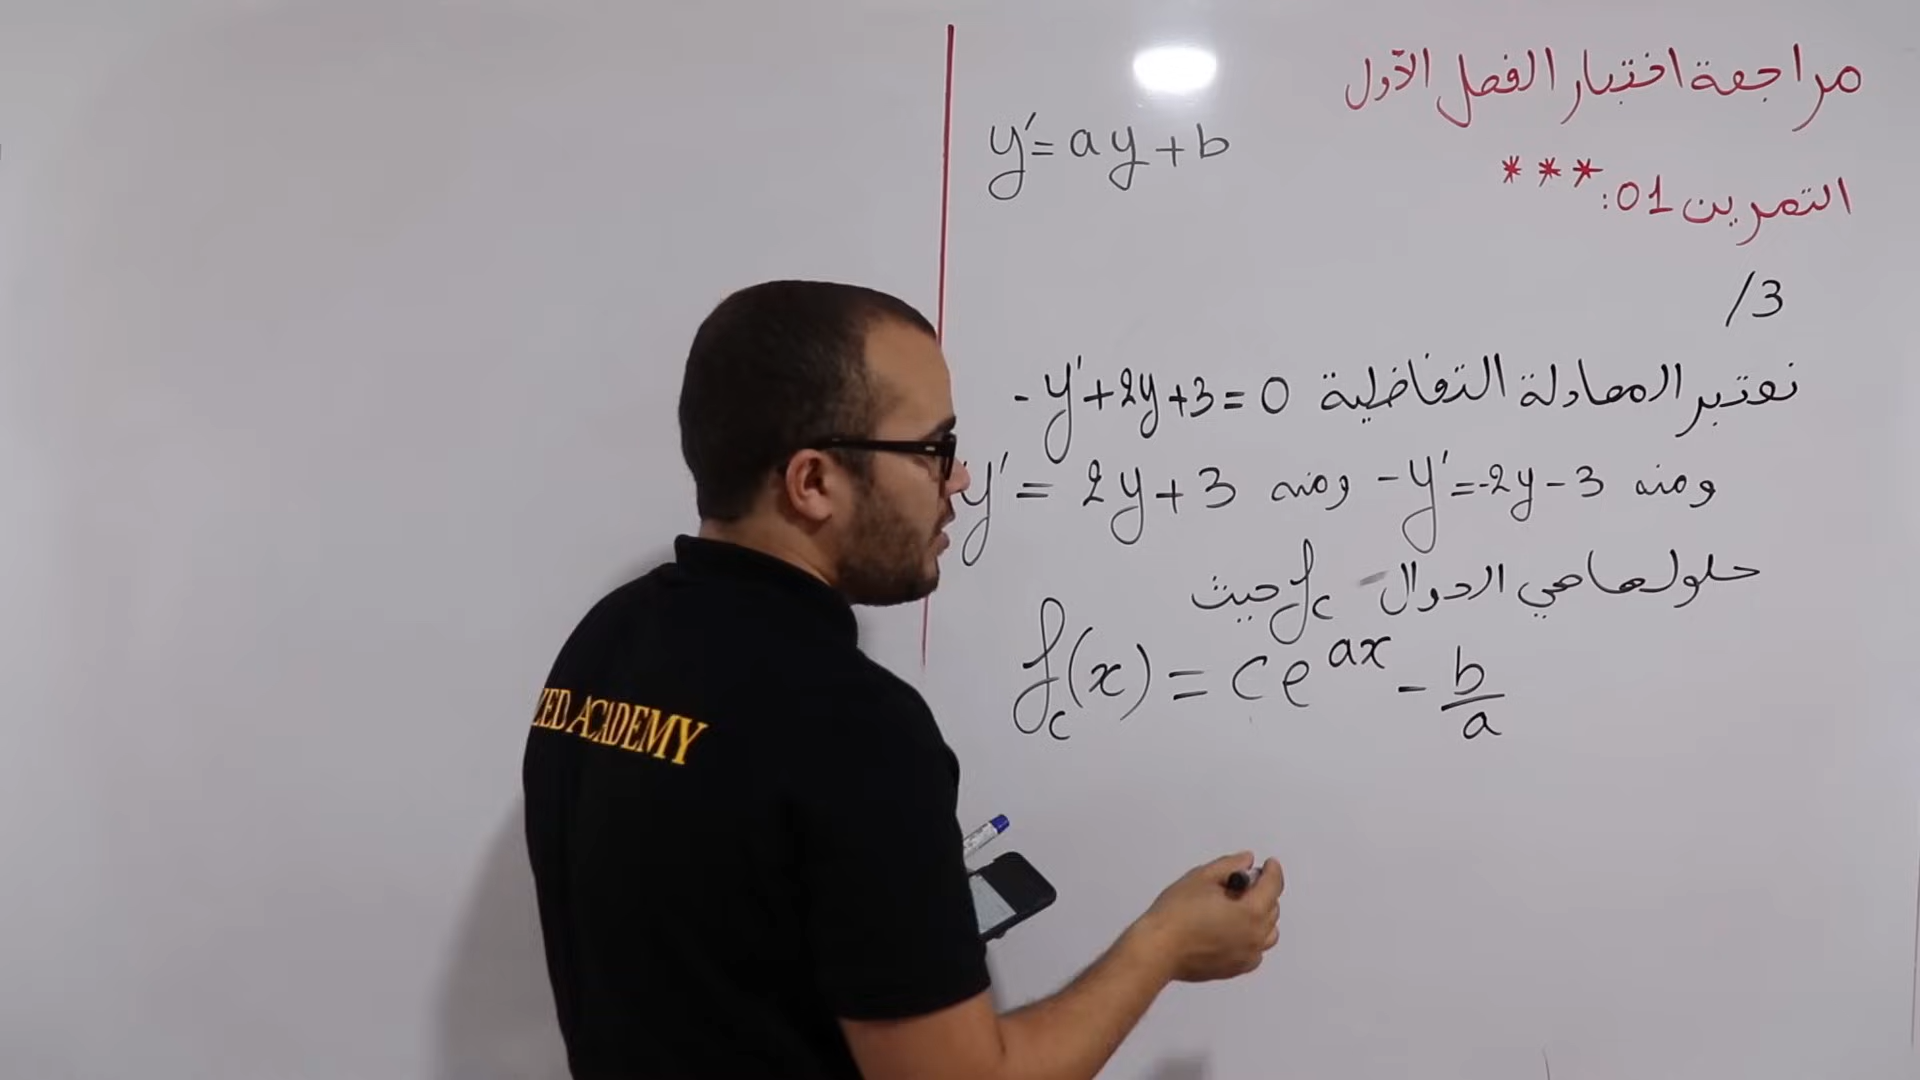 مراجعة اختبار الفصل الأول
y' = ay + b
التمرين 01: ***
3/
نعتبر المعادلة التفاضلية -y' + 2y + 3 = 0
ومنه -y' = -2y - 3 ومنه y' = 2y + 3
حلولها هي الدوال f_c حيث
f_c(x) = ce^{ax} - \frac{b}{a}
ZED ACADEMY